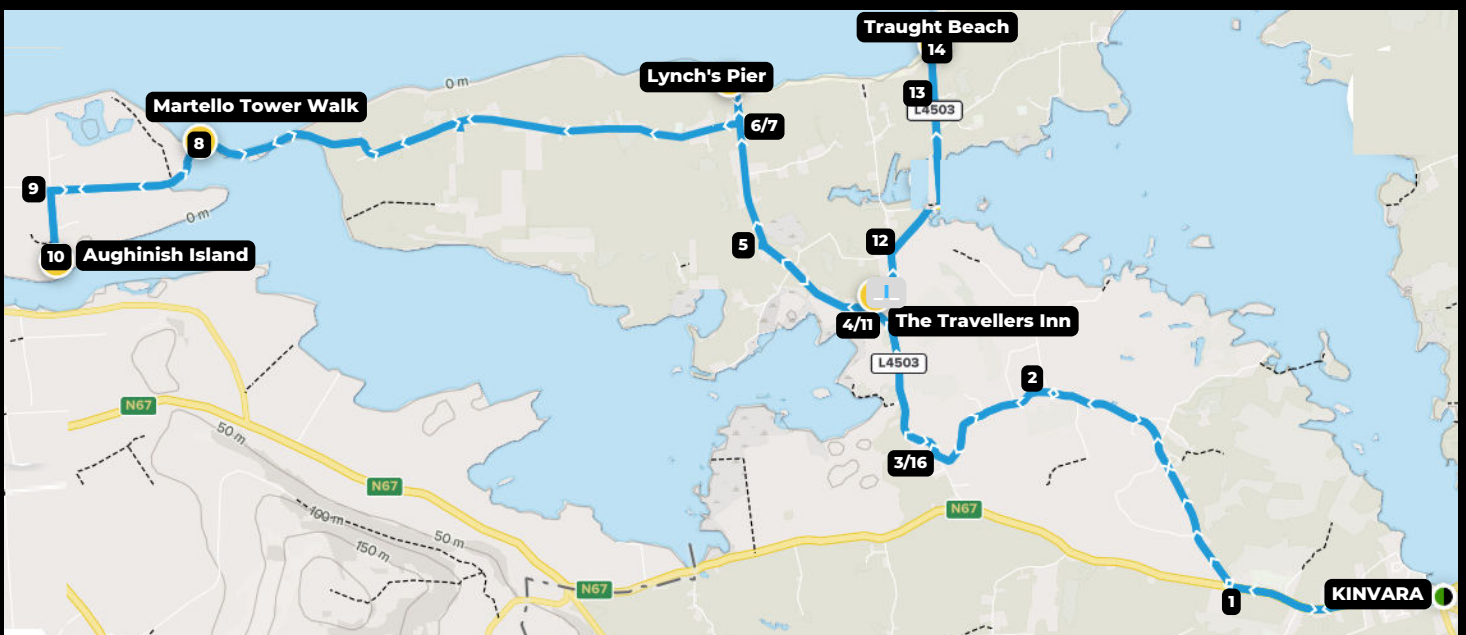 Traught Beach
14
Lynch's Pier
0 m
13
L4503
Martello Tower Walk
6/7
8
9
0 m
12
5
10
Aughinish Island
4/11
The Travellers Inn
L4503
2
N67
50 m
3/16
N67
100 m
N67
50 m
150 m
N67
KINVARA
1